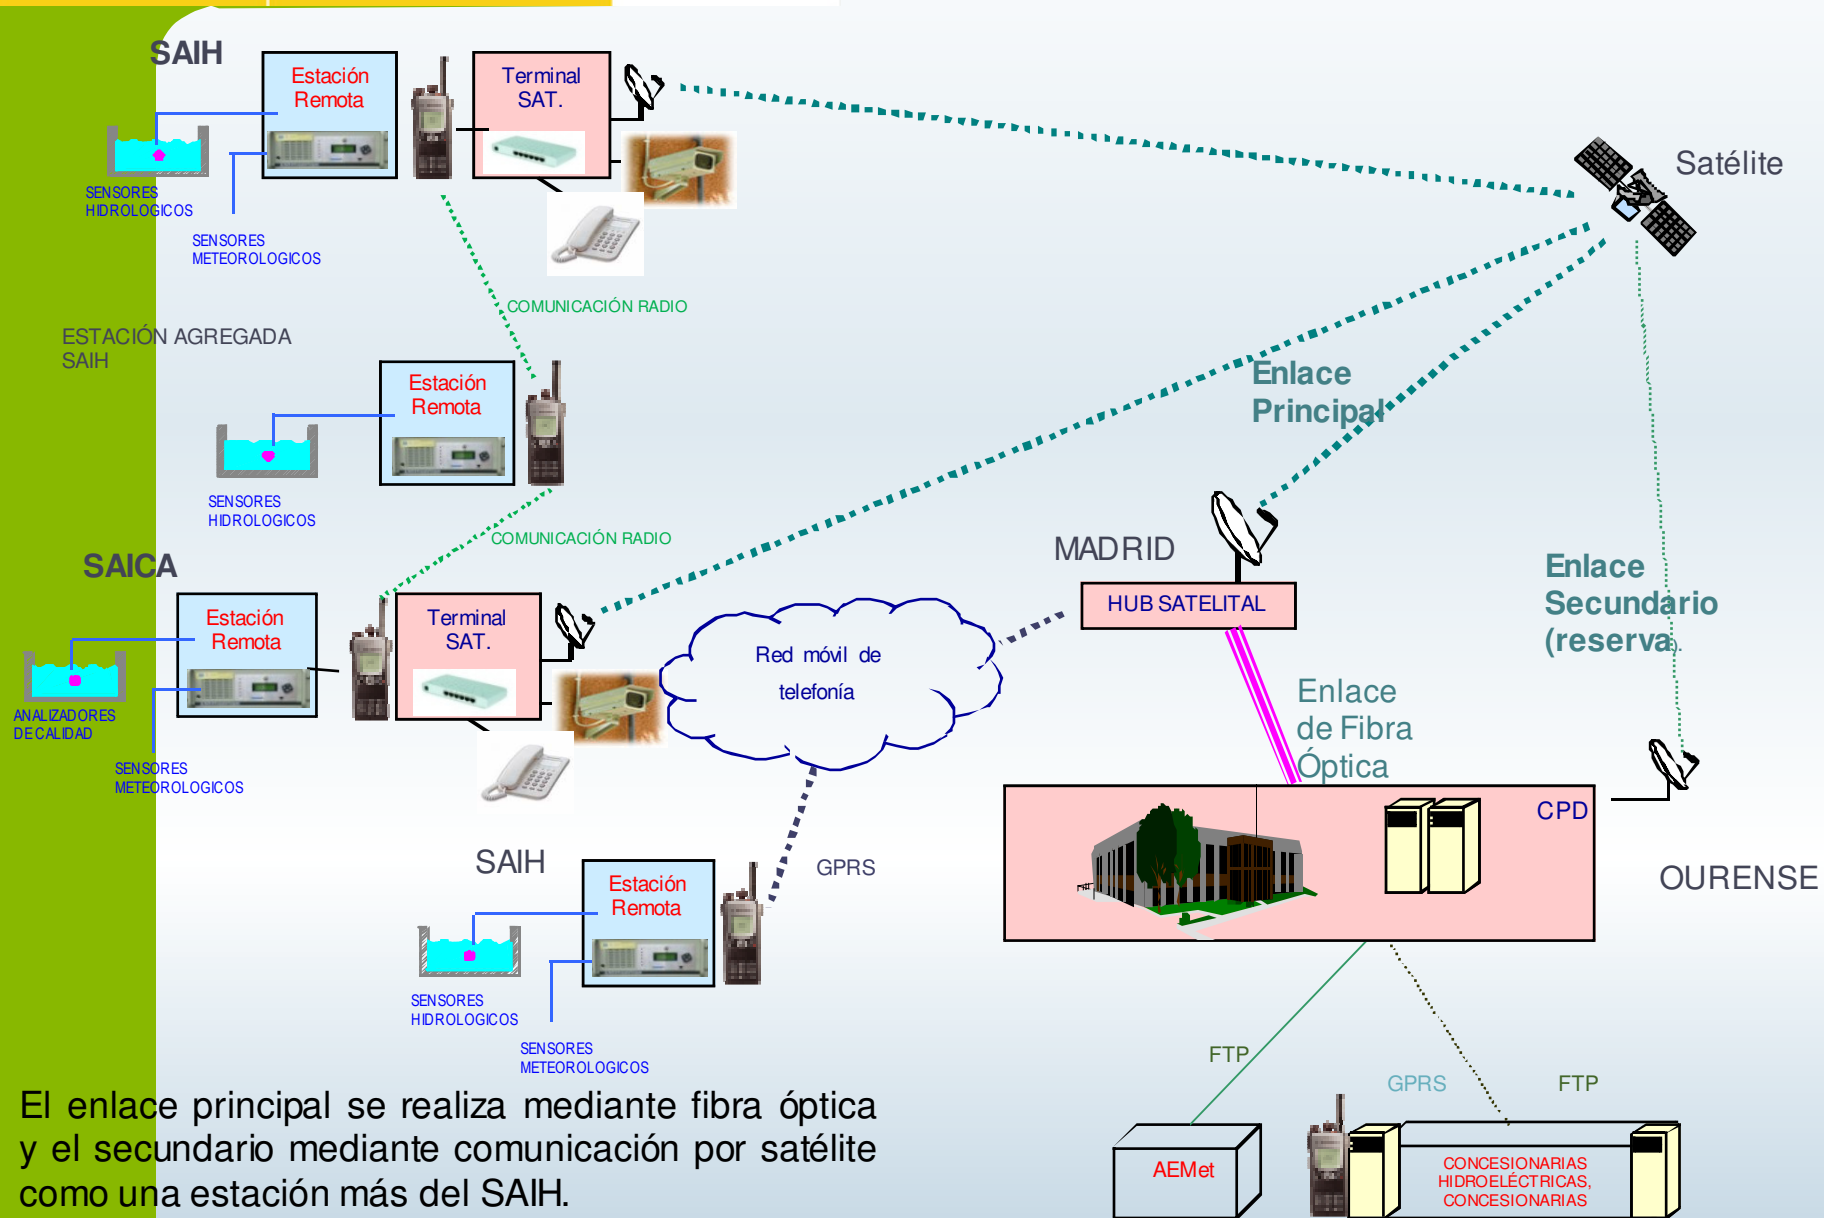 SAIH
Estación
Remota
Terminal
SAT.
Satélite
SENSORES
HIDROLOGICOS
SENSORES
METEOROLOGICOS
COMUNICACIÓN RADIO
ESTACIÓN AGREGADA
SAIH
Estación
Remota
Enlace
Principal
SENSORES
HIDROLOGICOS
COMUNICACIÓN RADIO
MADRID
SAICA
Enlace
Secundario
(reserva).
Estación
Remota
Terminal
SAT.
HUB SATELITAL
Red móvil de
telefonía
Enlace
de Fibra
Óptica
ANALIZADORES
DE CALIDAD
SENSORES
METEOROLOGICOS
CPD
SAIH
GPRS
OURENSE
Estación
Remota
SENSORES
HIDROLOGICOS
SENSORES
METEOROLOGICOS
FTP
GPRS
FTP
El enlace principal se realiza mediante fibra óptica
y el secundario mediante comunicación por satélite
como una estación más del SAIH.
AEMet
CONCESIONARIAS
HIDROELÉCTRICAS,
CONCESIONARIAS